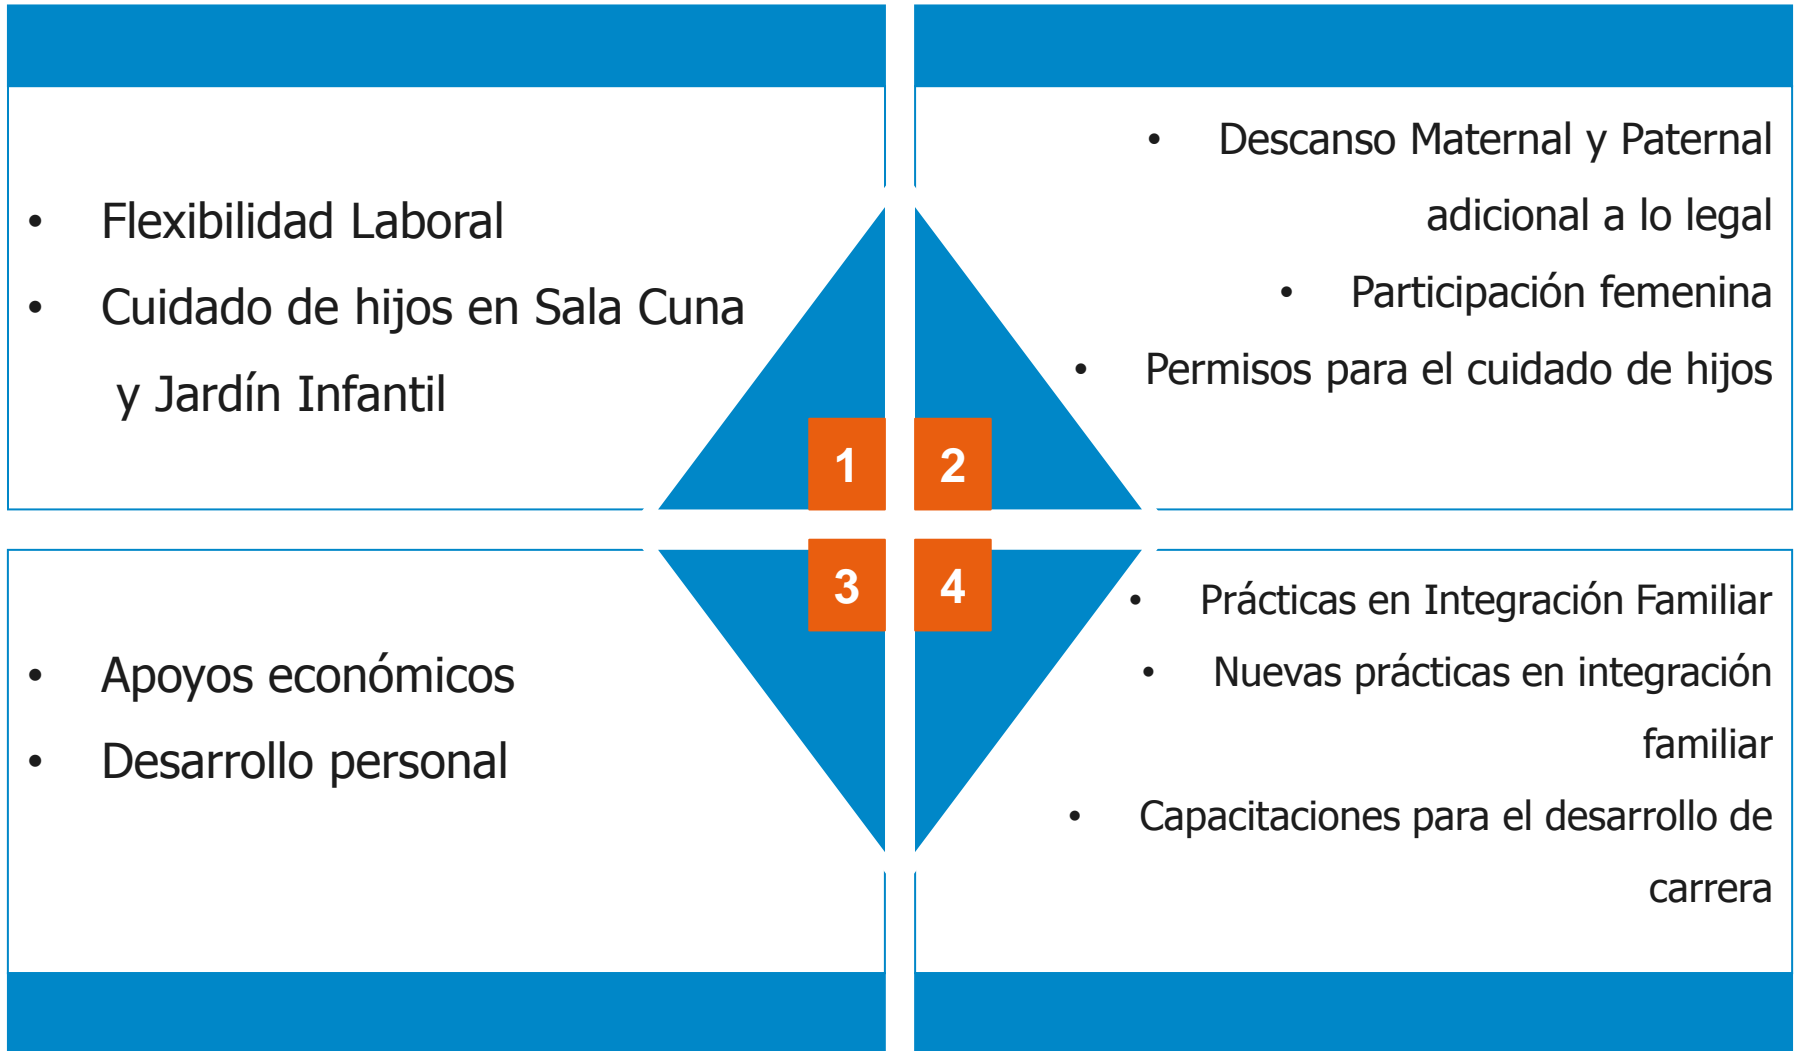 • Flexibilidad Laboral
• Cuidado de hijos en Sala Cuna
y Jardín Infantil
1
• Descanso Maternal y Paternal
adicional a lo legal
• Participación femenina
• Permisos para el cuidado de hijos
2
• Apoyos económicos
• Desarrollo personal
3
• Prácticas en Integración Familiar
• Nuevas prácticas en integración
familiar
• Capacitaciones para el desarrollo de
carrera
4